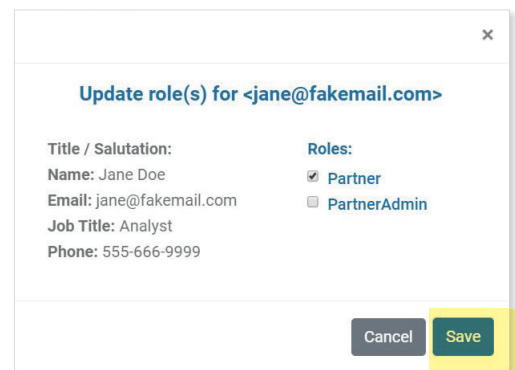 ×
Update role(s) for <jane@fakemail.com>
Title / Salutation:
Name: Jane Doe
Email: jane@fakemail.com
Job Title: Analyst
Phone: 555-666-9999
Roles:
Partner
PartnerAdmin
Cancel Save